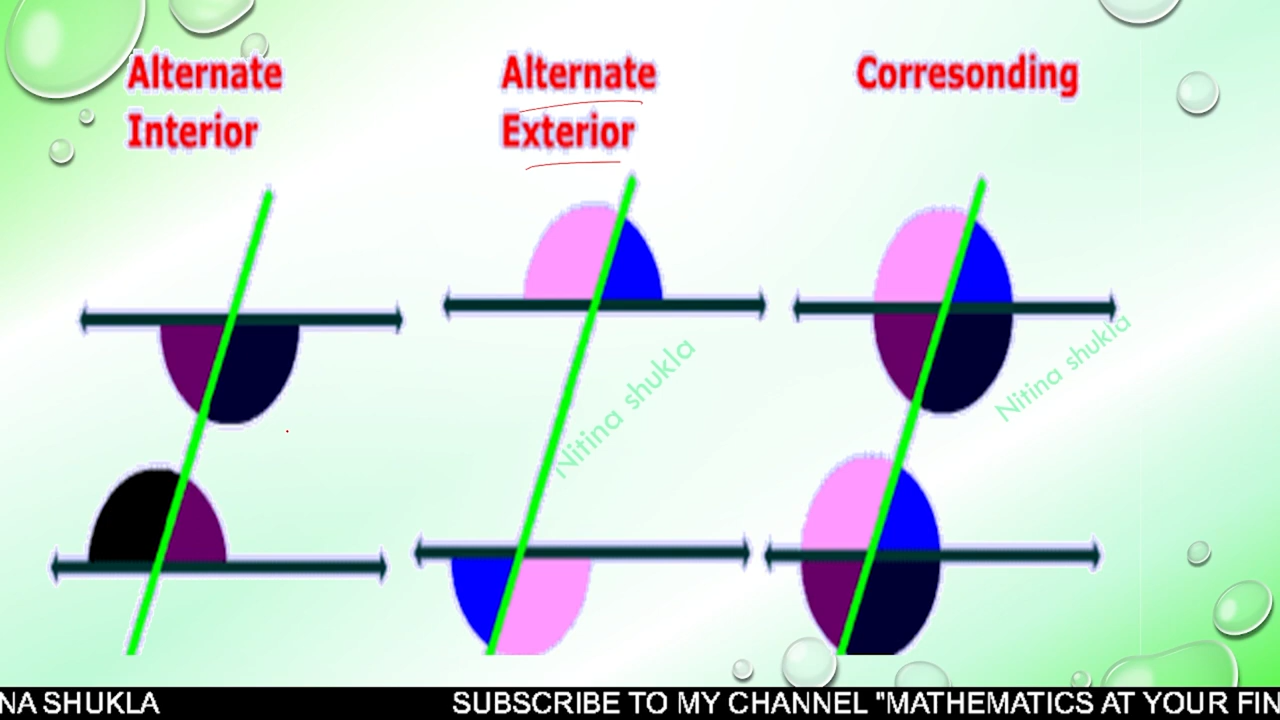 Alternate
Interior
Alternate
Exterior
Corresonding
Nitina shukla
Nitina shukla
NA SHUKLA
SUBSCRIBE TO MY CHANNEL "MATHEMATICS AT YOUR FIN